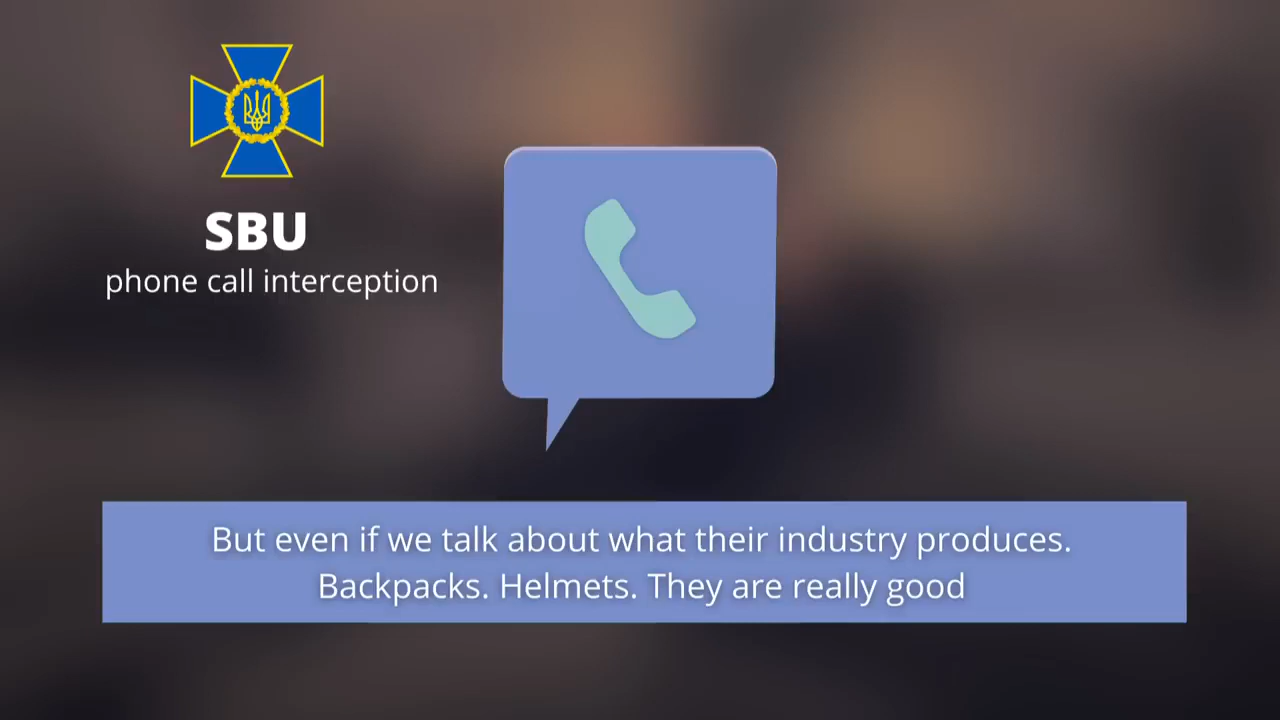 SBU
phone call interception
But even if we talk about what their industry produces.
Backpacks. Helmets. They are really good